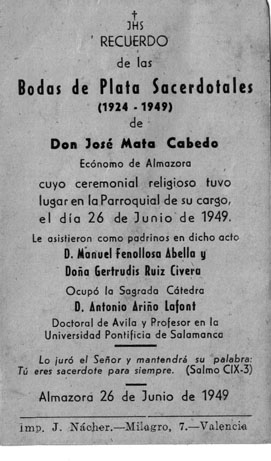 JHS
RECUERDO
de las
Bodas de Plata Sacerdotales
(1924 - 1949)
de
Don José Mata Cabedo
Ecónomo de Almazora
cuyo ceremonial religioso tuvo
lugar en la Parroquial de su cargo,
el día 26 de Junio de 1949.
Le asistieron como padrinos en dicho acto
D. Manuel Fenollosa Abella y
Doña Gertrudis Ruiz Civera
Ocupó la Sagrada Cátedra
D. Antonio Ariño Lafont
Doctoral de Avila y Profesor en la
Universidad Pontificia de Salamanca
Lo juró el Señor y mantendrá su palabra:
Tú eres sacerdote para siempre. (Salmo CIX-3)
Almazora 26 de Junio de 1949
imp. J. Nácher.—Milagro, 7.—Valencia